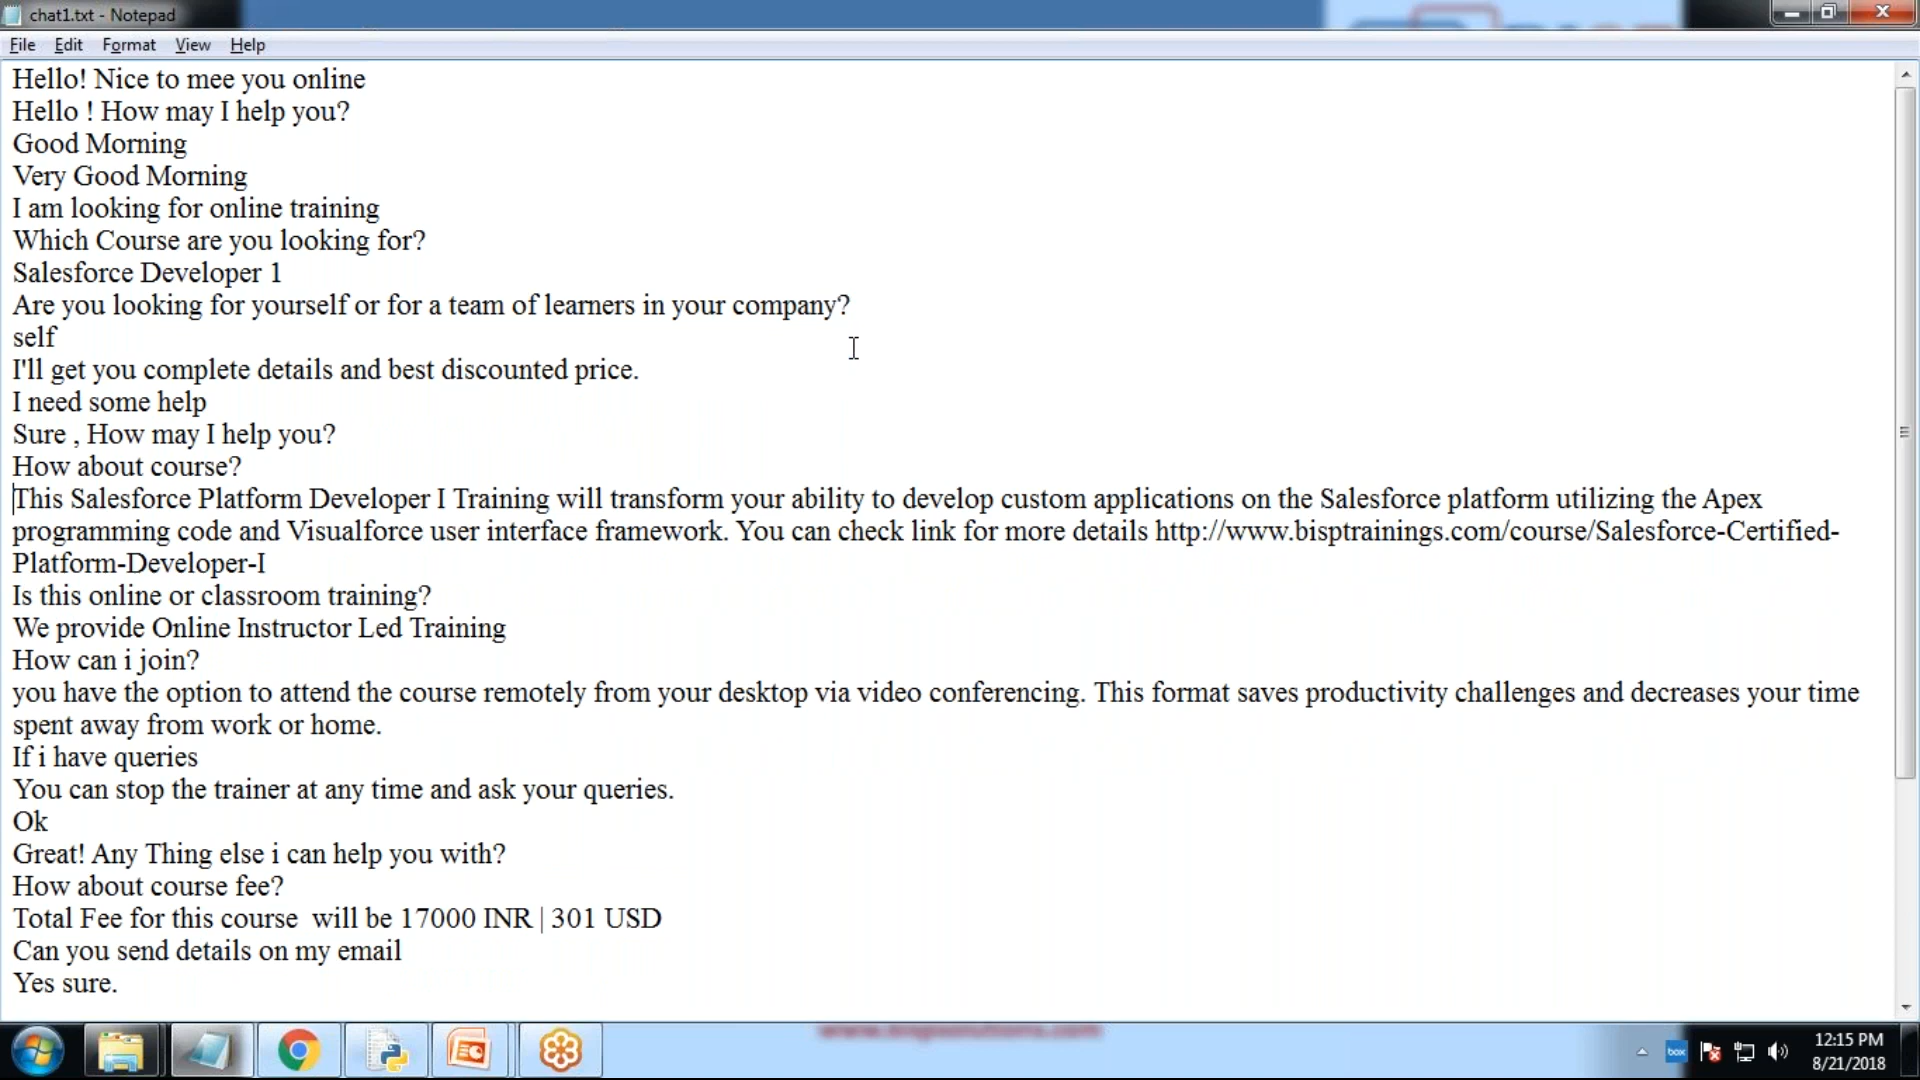 chat1.txt - Notepad
File Edit Format View Help
Hello! Nice to mee you online
Hello ! How may I help you?
Good Morning
Very Good Morning
I am looking for online training
Which Course are you looking for?
Salesforce Developer 1
Are you looking for yourself or for a team of learners in your company?
self
I'll get you complete details and best discounted price.
I need some help
Sure , How may I help you?
How about course?
This Salesforce Platform Developer I Training will transform your ability to develop custom applications on the Salesforce platform utilizing the Apex
programming code and Visualforce user interface framework. You can check link for more details http://www.bisptrainings.com/course/Salesforce-Certified-
Platform-Developer-I
Is this online or classroom training?
We provide Online Instructor Led Training
How can i join?
you have the option to attend the course remotely from your desktop via video conferencing. This format saves productivity challenges and decreases your time
spent away from work or home.
If i have queries
You can stop the trainer at any time and ask your queries.
Ok
Great! Any Thing else i can help you with?
How about course fee?
Total Fee for this course  will be 17000 INR | 301 USD
Can you send details on my email
Yes sure.
box
12:15 PM
8/21/2018